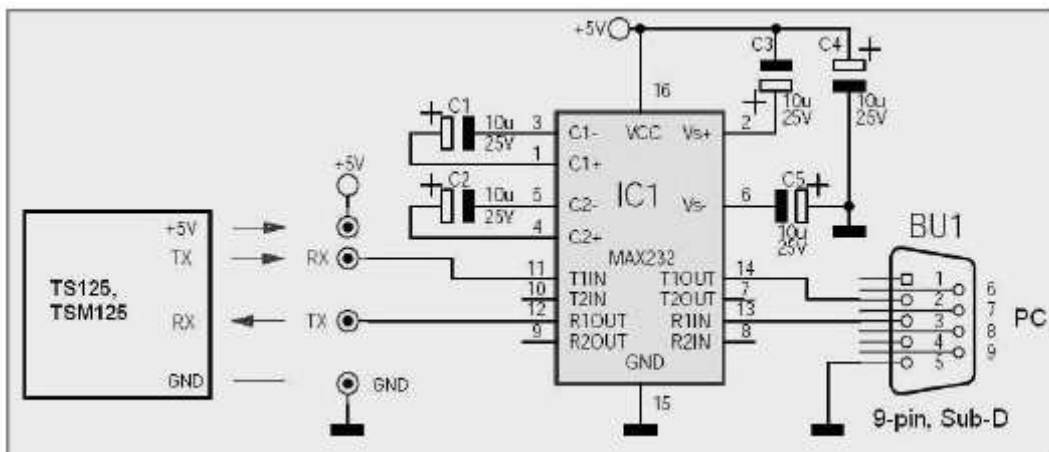 +5V
C3
C4
+
+
10u
25V
10u
25V
16
+
C1
10u
25V
3
C1-
VCC
Vs+
2
1
C1+
+5V
+
C2
10u
25V
5
C2-
IC1
Vs-
6
C5
+
10u
25V
4
C2+
BU1
MAX232
+5V
TX
RX
11
T1IN
T1OUT
14
10
T2IN
T2OUT
7
12
R1OUT
R1IN
13
9
R2OUT
R2IN
8
GND
15
TS125,
TSM125
RX
TX
GND
GND
1
6
2
7
3
8
4
9
5
PC
9-pin, Sub-D